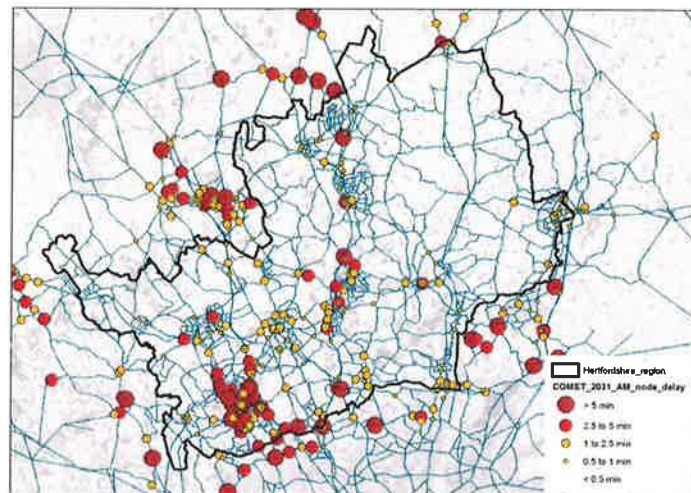 Hertfordshire_region
COMET_2031_AM_node_delay
> 5 min
2.5 to 5 min
1 to 2.5 min
0.5 to 1 min
< 0.5 min